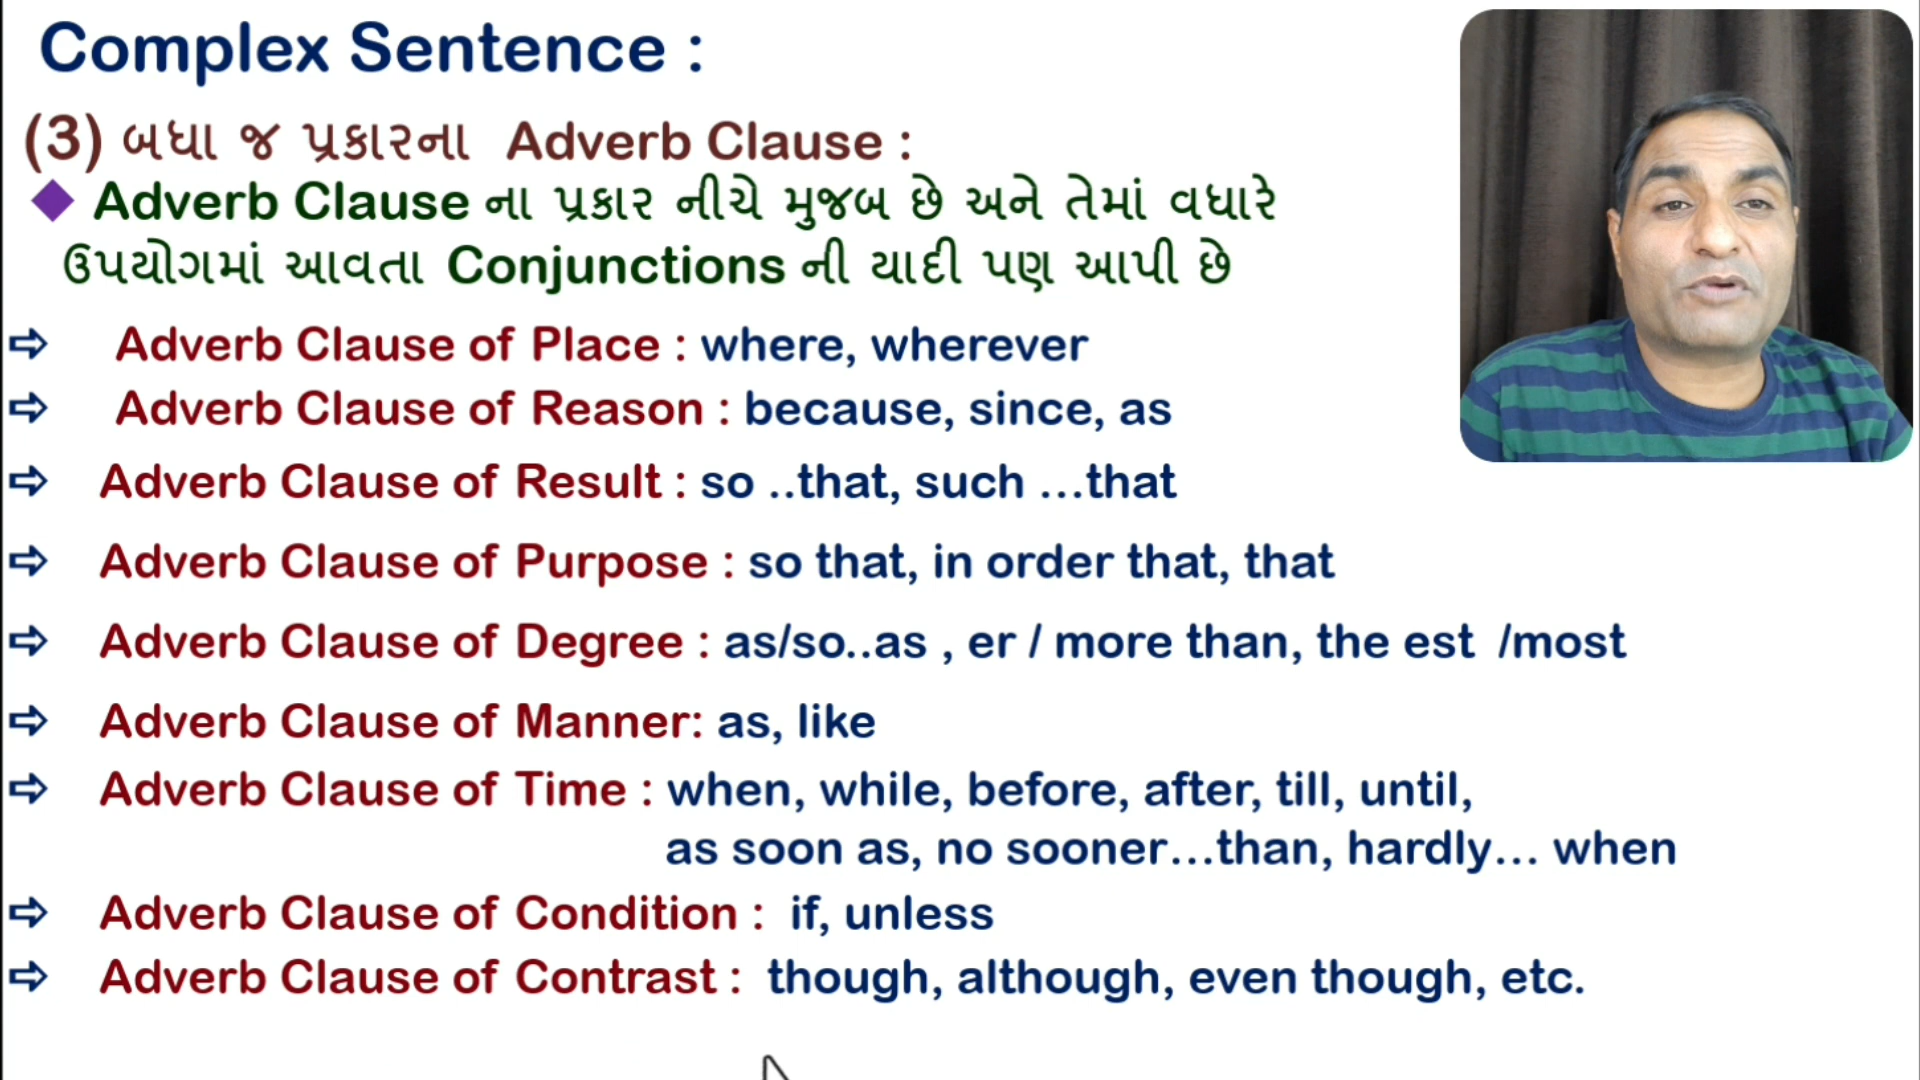 Complex Sentence :
(3) બધા જ પ્રકારના Adverb Clause :
Adverb Clause ના પ્રકાર નીચે મુજબ છે અને તેમાં વધારે
ઉપયોગમાં આવતા Conjunctions ની યાદી પણ આપી છે
Adverb Clause of Place : where, wherever
Adverb Clause of Reason : because, since, as
Adverb Clause of Result : so ..that, such ...that
Adverb Clause of Purpose : so that, in order that, that
Adverb Clause of Degree : as/so..as , er / more than, the est /most
Adverb Clause of Manner: as, like
Adverb Clause of Time : when, while, before, after, till, until,
as soon as, no sooner...than, hardly... when
Adverb Clause of Condition : if, unless
Adverb Clause of Contrast : though, although, even though, etc.